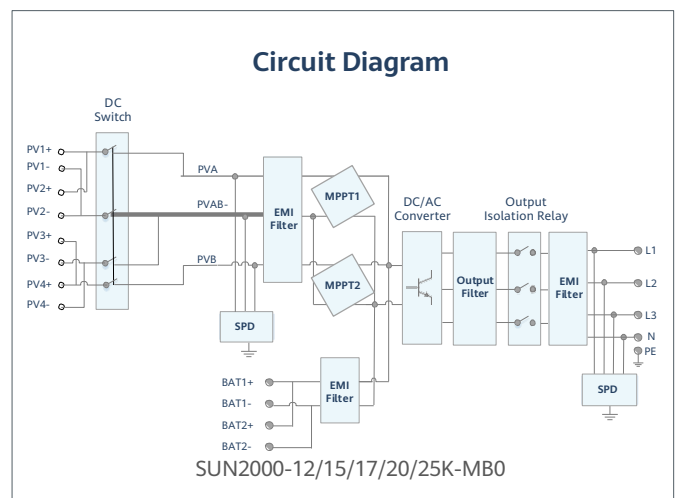 Circuit Diagram
DC
Switch
PV1+
PV1-
PV2+
PV2-
PV3+
PV3-
PV4+
PV4-
PVA
PVAB-
PVB
EMI
Filter
MPPT1
MPPT2
SPD
DC/AC
Converter
Output
Filter
Output
Isolation Relay
EMI
Filter
L1
L2
L3
N
PE
SPD
BAT1+
BAT1-
BAT2+
BAT2-
EMI
Filter
SUN2000-12/15/17/20/25K-MB0